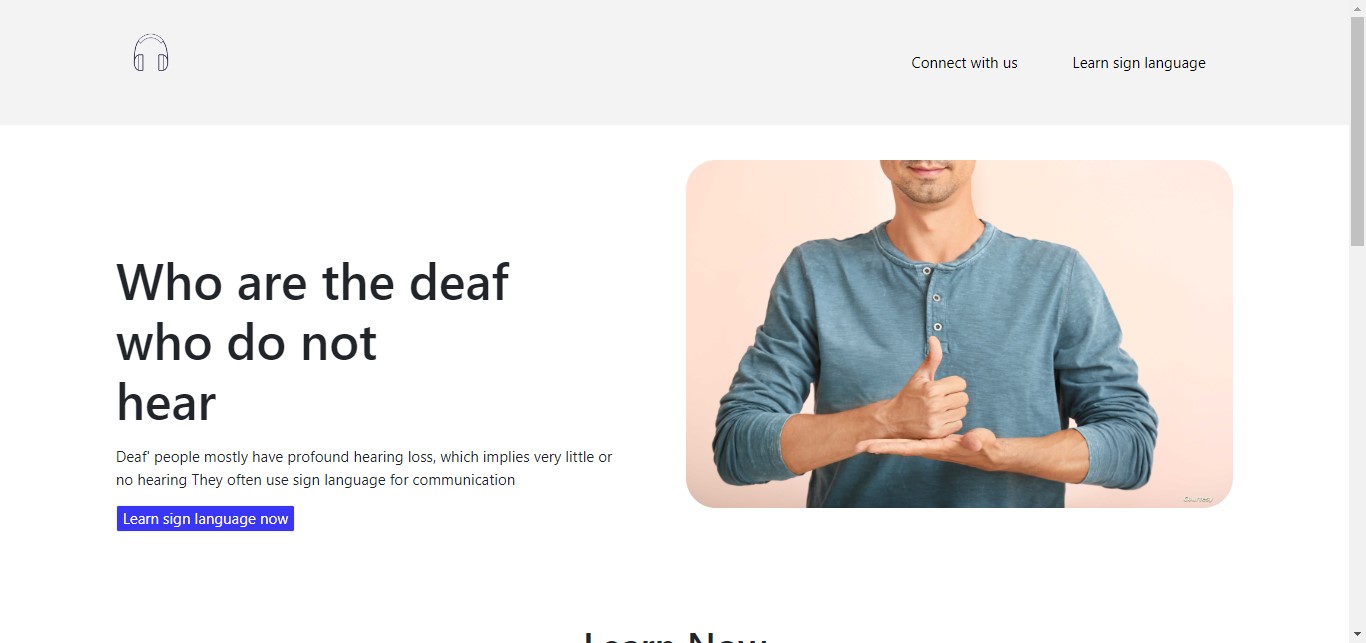 Connect with us
Learn sign language
Who are the deaf
who do not
hear
Deaf' people mostly have profound hearing loss, which implies very little or
no hearing They often use sign language for communication
Learn sign language now
Learn Now